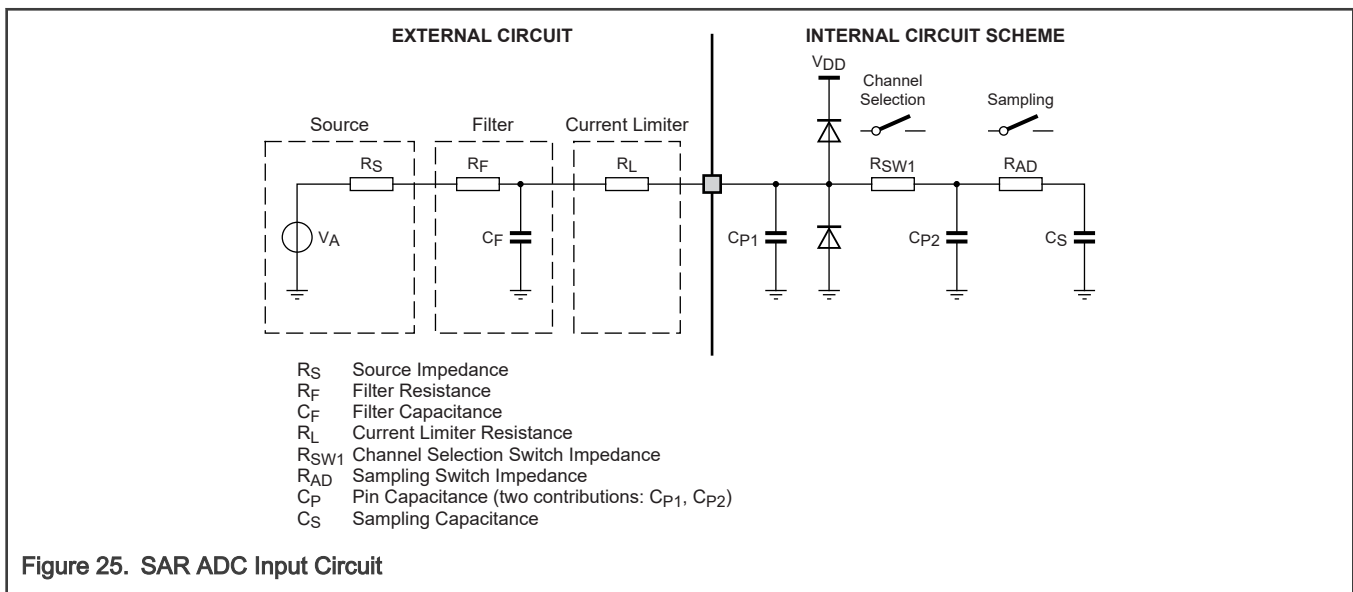 EXTERNAL CIRCUIT
INTERNAL CIRCUIT SCHEME
VDD
Channel
Selection
Sampling
Source
Filter
Current Limiter
RS
RF
RL
RSW1
RAD
VA
CF
CP1
CP2
CS
RS Source Impedance
RF Filter Resistance
CF Filter Capacitance
RL Current Limiter Resistance
RSW1 Channel Selection Switch Impedance
RAD Sampling Switch Impedance
CP Pin Capacitance (two contributions: CP1, CP2)
CS Sampling Capacitance
Figure 25. SAR ADC Input Circuit